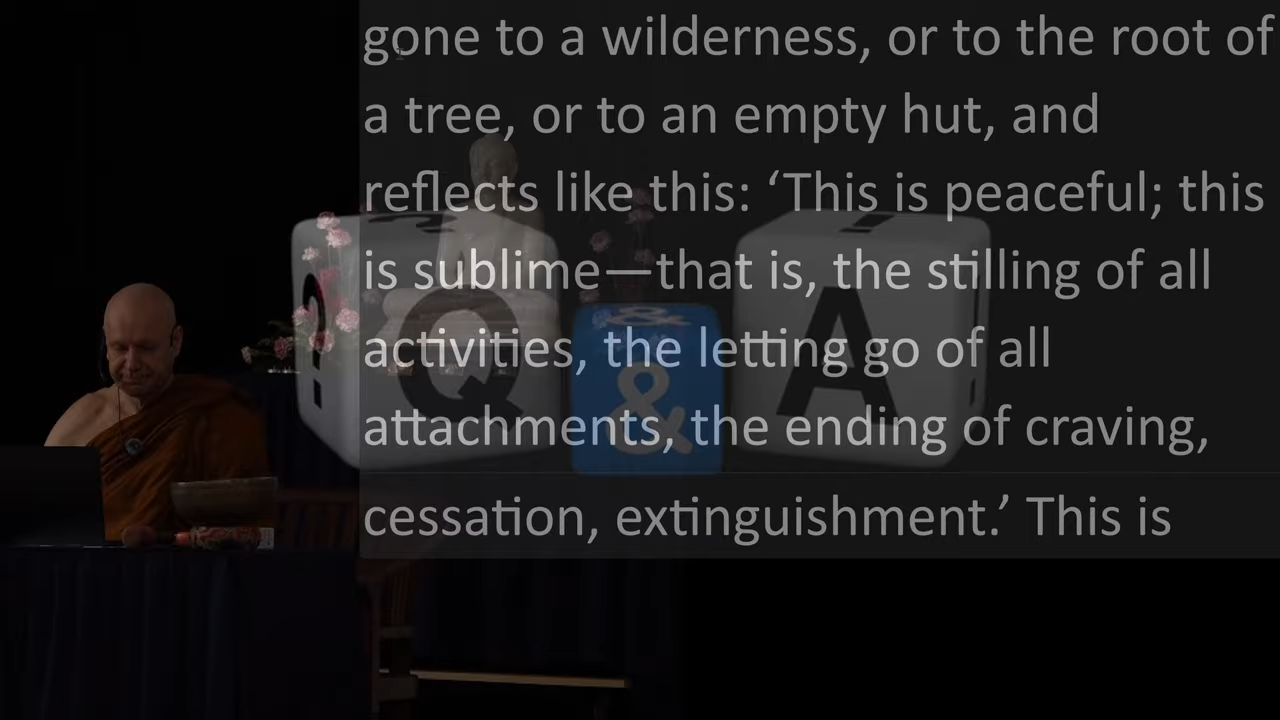 gone to a wilderness, or to the root of
a tree, or to an empty hut, and
reflects like this: ‘This is peaceful; this
is sublime—that is, the stilling of all
activities, the letting go of all
attachments, the ending of craving,
cessation, extinguishment.’ This is
? Q & A